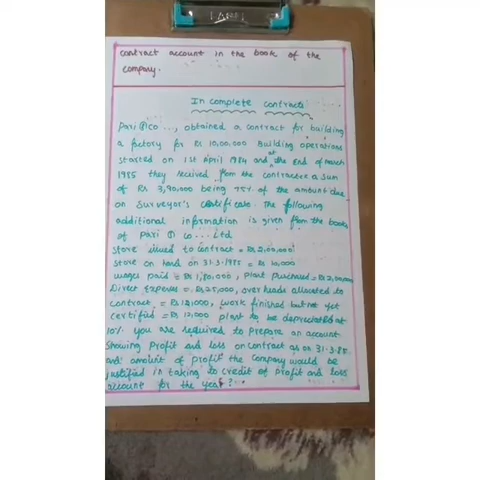 contract account in the book of the
company.
In complete contracts
Pari & co ..., obtained a contract for building
a factory for Rs 10,00,000 Building operations
started on 1st April 1984 and at the end of march
1985 they received from the contractee a sum
of Rs 3,90,000 being 75% of the amount due
on Surveyor's certificate. The following
additional information is given from the books
of Pari & co... Ltd
Store issued to contract = Rs 2,00,000
Store on hand on 31.3.1985 = Rs 10,000
wages paid = Rs 1,80,000, Plant purchased = Rs 2,00,000
Direct Expense = Rs 25,000, over heads allocated to
contract = Rs 12,000, work finished but not yet
certified = Rs 12,000 plant to be depreciated at
10% you are required to prepare an account
Showing profit and loss on contract as on 31.3.85.
and amount of profit the company would be
justified in taking to credit of profit and loss
account for the year?